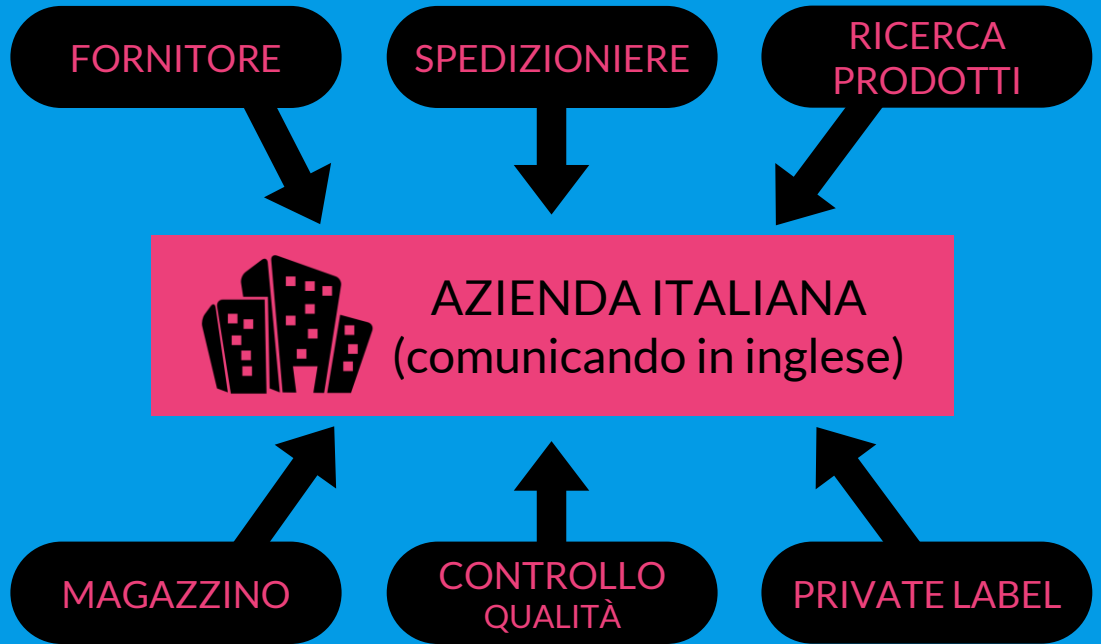 FORNITORE
SPEDIZIONIERE
RICERCA
PRODOTTI
AZIENDA ITALIANA
(comunicando in inglese)
MAGAZZINO
CONTROLLO
QUALITÀ
PRIVATE LABEL